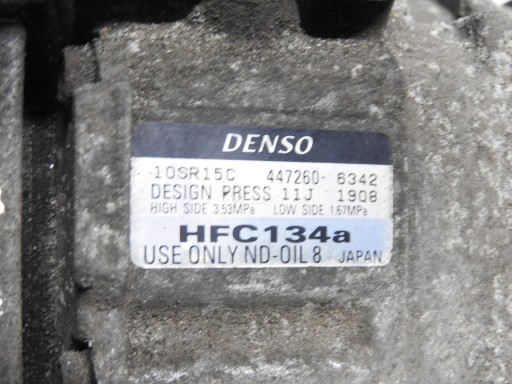 DENSO
10SR15C 447260-6342
DESIGN PRESS 11J 1908
HIGH SIDE 3.53MPa LOW SIDE 1.67MPa
HFC134a
USE ONLY ND-OIL 8 JAPAN